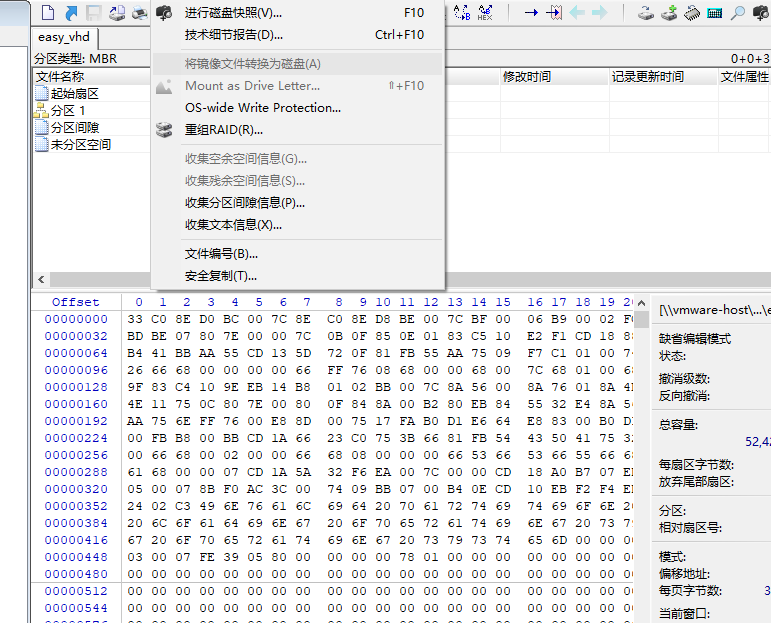 进行磁盘快照(V)... F10
技术细节报告(D)... Ctrl+F10
将镜像文件转换为磁盘(A)
Mount as Drive Letter... ⇧+F10
OS-wide Write Protection...
重组RAID(R)...
收集空余空间信息(G)...
收集残余空间信息(S)...
收集分区间隙信息(P)...
收集文本信息(X)...
文件编号(B)...
安全复制(T)...
easy_vhd
分区类型: MBR
0+0+3
文件名称 修改时间 记录更新时间 文件属性
起始扇区
分区 1
分区间隙
未分区空间
Offset 0 1 2 3 4 5 6 7 8 9 10 11 12 13 14 15 16 17 18 19
00000000 33 C0 8E D0 BC 00 7C 8E C0 8E D8 BE 00 7C BF 00 06 B9 00 02
00000032 BD BE 07 80 7E 00 00 7C 0B 0F 85 0E 01 83 C5 10 E2 F1 CD 18
00000064 B4 41 BB AA 55 CD 13 5D 72 0F 81 FB 55 AA 75 09 F7 C1 01 00
00000096 26 66 68 00 00 00 00 66 FF 76 08 68 00 00 68 00 7C 68 01 00
00000128 9F 83 C4 10 9E EB 14 B8 01 02 BB 00 7C 8A 56 00 8A 76 01 8A
00000160 4E 11 75 0C 80 7E 00 80 0F 84 8A 00 B2 80 EB 84 55 32 E4 8A
00000192 AA 75 6E FF 76 00 E8 8D 00 75 17 FA B0 D1 E6 64 E8 83 00 B0
00000224 00 FB B8 00 BB CD 1A 66 23 C0 75 3B 66 81 FB 54 43 50 41 75
00000256 00 66 68 00 02 00 00 66 68 08 00 00 00 66 53 66 53 66 55 66
00000288 61 68 00 00 07 CD 1A 5A 32 F6 EA 00 7C 00 00 CD 18 A0 B7 07
00000320 05 00 07 8B F0 AC 3C 00 74 09 BB 07 00 B4 0E CD 10 EB F2 F4
00000352 24 02 C3 49 6E 76 61 6C 69 64 20 70 61 72 74 69 74 69 6F 6E
00000384 20 6C 6F 61 64 69 6E 67 20 6F 70 65 72 61 74 69 6E 67 20 73
00000416 67 20 6F 70 65 72 61 74 69 6E 67 20 73 79 73 74 65 6D 00 00
00000448 03 00 07 FE 39 05 80 00 00 00 00 78 01 00 00 00 00 00 00 00
00000480 00 00 00 00 00 00 00 00 00 00 00 00 00 00 00 00 00 00 00 00
00000512 00 00 00 00 00 00 00 00 00 00 00 00 00 00 00 00 00 00 00 00
00000544 00 00 00 00 00 00 00 00 00 00 00 00 00 00 00 00 00 00 00 00
[\\vmware-host\...\e
缺省编辑模式
状态:
撤消级数:
反向撤消:
总容量:
52,42
每扇区字节数:
放弃尾部扇区:
分区:
相对扇区号:
模式:
偏移地址:
每页字节数: 3
当前窗口: